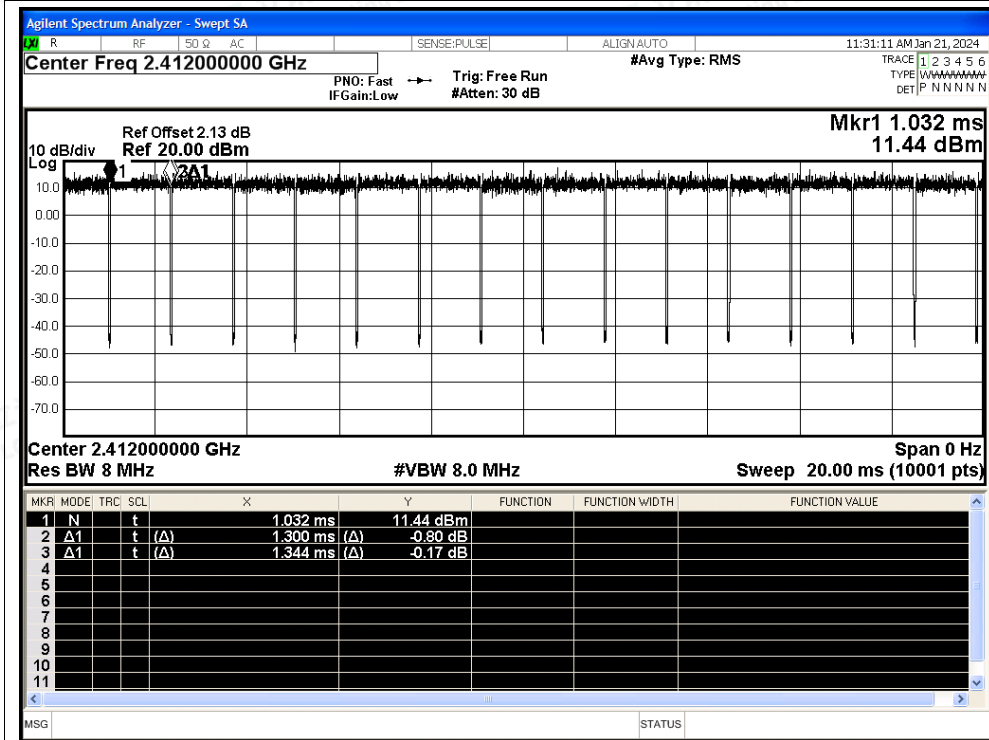 Agilent Spectrum Analyzer - Swept SA
LXI R RF 50 Ω AC SENSE:PULSE ALIGN AUTO 11:31:11 AM Jan 21, 2024
Center Freq 2.412000000 GHz #Avg Type: RMS TRACE 1 2 3 4 5 6
PNO: Fast Trig: Free Run TYPE
IFGain:Low #Atten: 30 dB DET P N N N N N
Mkr1 1.032 ms
Ref Offset 2.13 dB
10 dB/div Ref 20.00 dBm 11.44 dBm
Log
1 2Δ1
10.0
0.00
-10.0
-20.0
-30.0
-40.0
-50.0
-60.0
-70.0
Center 2.412000000 GHz Span 0 Hz
Res BW 8 MHz #VBW 8.0 MHz Sweep 20.00 ms (10001 pts)
MKR MODE TRC SCL X Y FUNCTION FUNCTION WIDTH FUNCTION VALUE
1 N t 1.032 ms 11.44 dBm
2 Δ1 t (Δ) 1.300 ms (Δ) -0.80 dB
3 Δ1 t (Δ) 1.344 ms (Δ) -0.17 dB
4
5
6
7
8
9
10
11
MSG STATUS